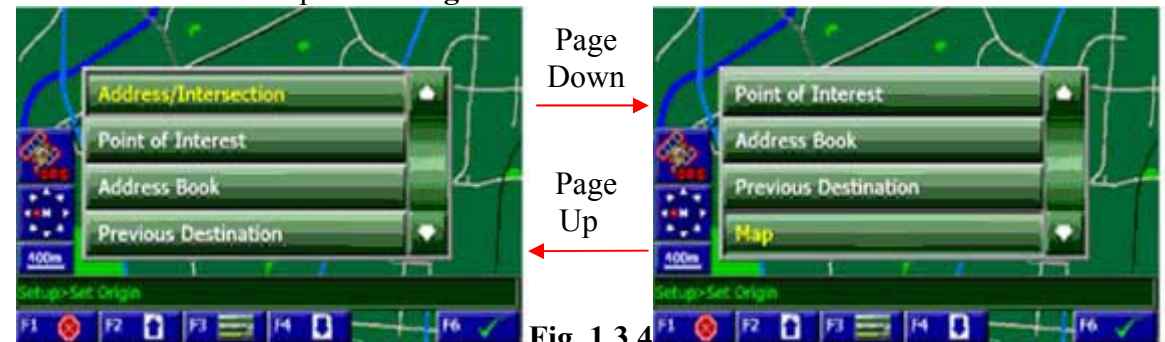 Address/Intersection
Point of Interest
Address Book
Previous Destination
GPS
N
400m
Setup>Set Origin
F1 F2 F3 F4 F6
Page
Down
Page
Up
Fig. 1.3.4
Point of Interest
Address Book
Previous Destination
Map
GPS
N
400m
Setup>Set Origin
F1 F2 F3 F4 F6